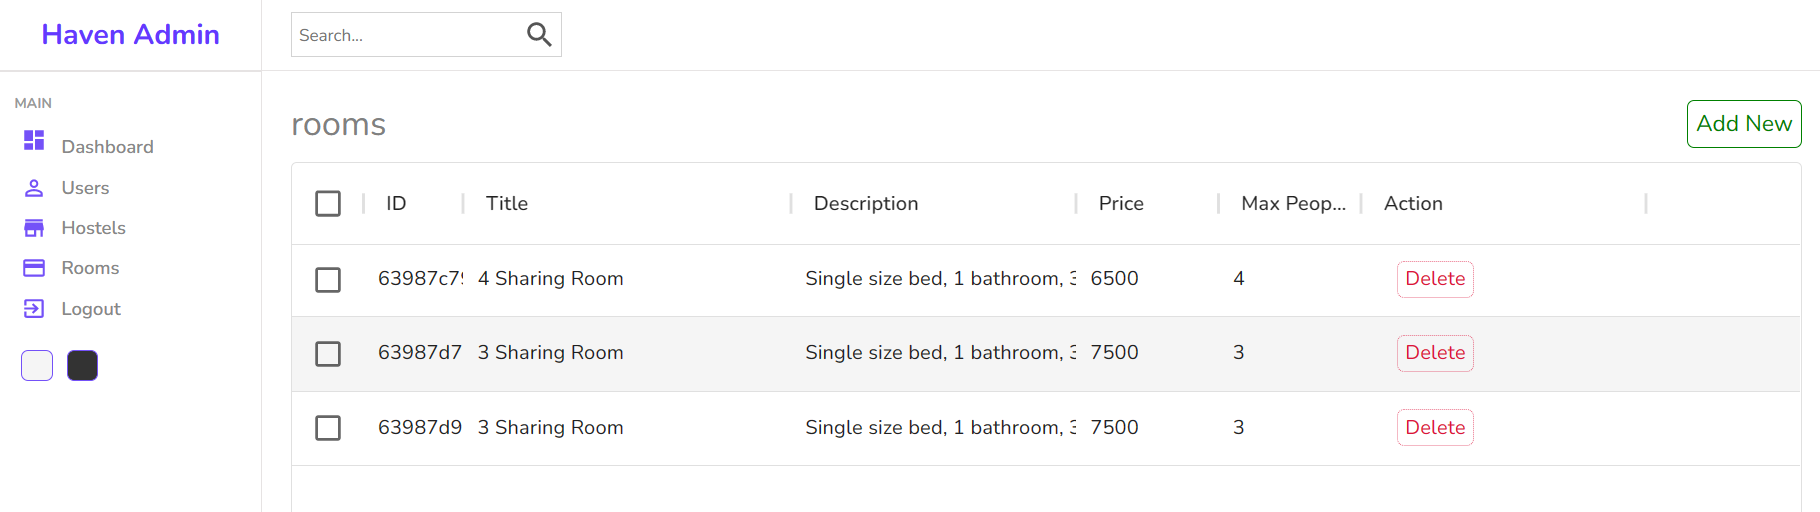 Haven Admin
Search...
MAIN
Dashboard
Users
Hostels
Rooms
Logout
rooms
Add New
ID Title Description Price Max Peop... Action
63987c79 4 Sharing Room Single size bed, 1 bathroom, 3 6500 4 Delete
63987d7 3 Sharing Room Single size bed, 1 bathroom, 3 7500 3 Delete
63987d9 3 Sharing Room Single size bed, 1 bathroom, 3 7500 3 Delete